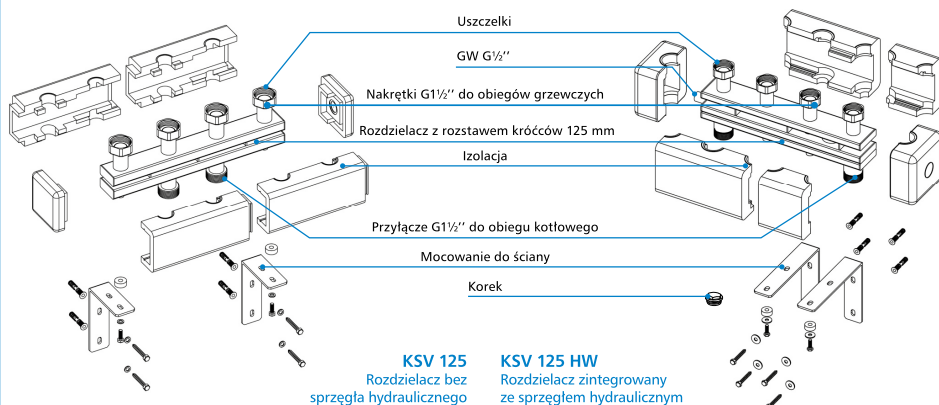 Uszczelki
GW G½’’
Nakrętki G1½’’ do obiegów grzewczych
Rozdzielacz z rozstawem króćców 125 mm
Izolacja
Przyłącze G1½’’ do obiegu kotłowego
Mocowanie do ściany
Korek
KSV 125
Rozdzielacz bez
sprzęgła hydraulicznego
KSV 125 HW
Rozdzielacz zintegrowany
ze sprzęgłem hydraulicznym